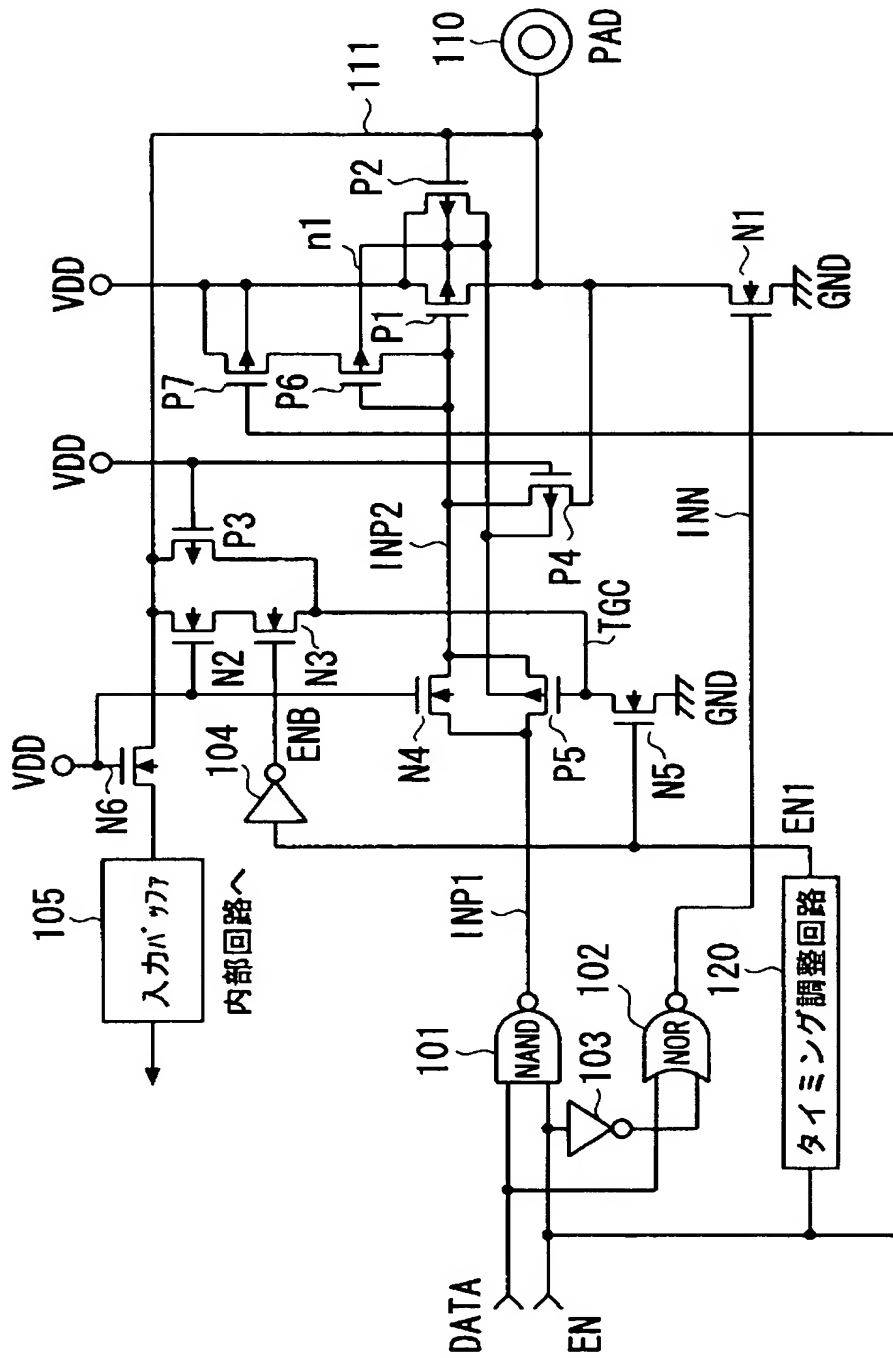 VDD
N6
105
入力バッファ
内部回路へ
104
ENB
N2
N3
P3
VDD
P7
P6
VDD
n1
P1
P2
111
110
PAD
INP2
P4
N4
P5
TGC
N5
GND
N1
GND
INN
EN1
INP1
101
NAND
103
102
NOR
120
タイミング調整回路
DATA
EN